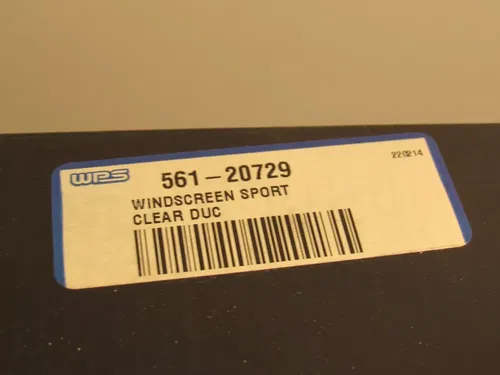 WPS 561-20729 220214
WINDSCREEN SPORT
CLEAR DUC